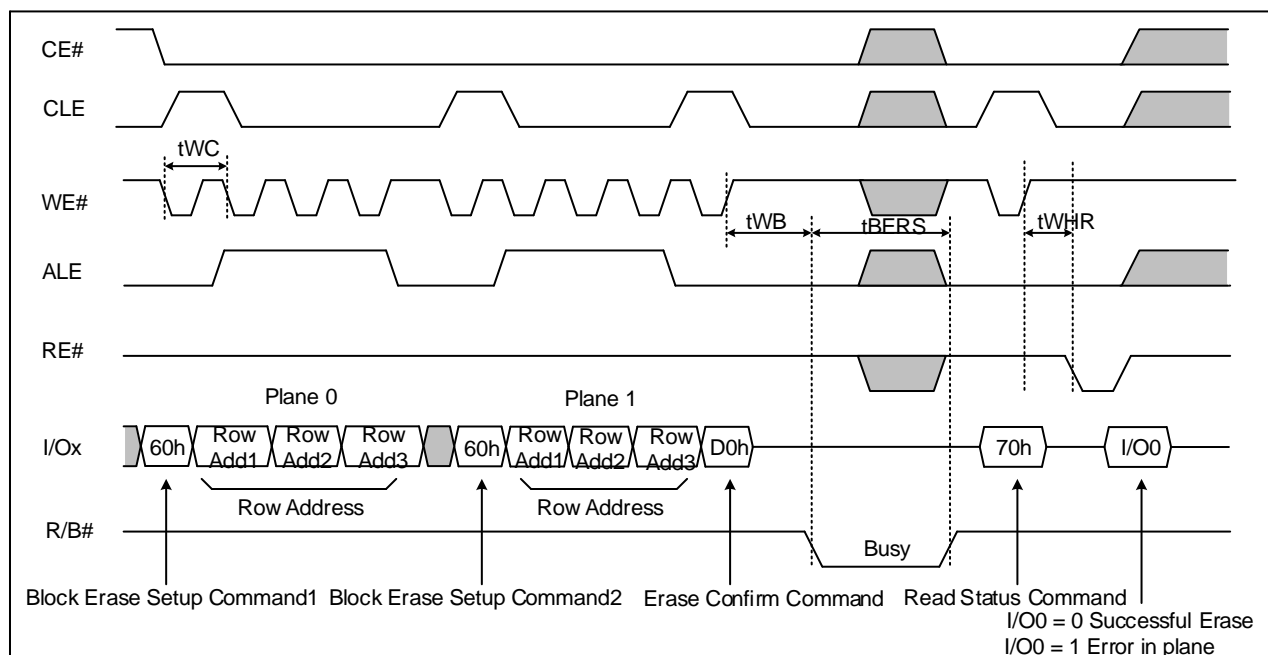 CE#
CLE
tWC
WE#
tWB
tBERS
tWHR
ALE
RE#
Plane 0
Plane 1
I/Ox
60h
Row Add1
Row Add2
Row Add3
60h
Row Add1
Row Add2
Row Add3
D0h
70h
I/O0
Row Address
Row Address
R/B#
Busy
Block Erase Setup Command1
Block Erase Setup Command2
Erase Confirm Command
Read Status Command
I/O0 = 0 Successful Erase
I/O0 = 1 Error in plane